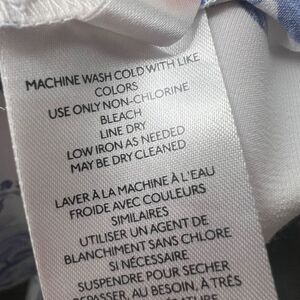 MACHINE WASH COLD WITH LIKE
COLORS
USE ONLY NON-CHLORINE
BLEACH
LINE DRY
LOW IRON AS NEEDED
MAY BE DRY CLEANED
LAVER À LA MACHINE À L'EAU
FROIDE AVEC COULEURS
SIMILAIRES
UTILISER UN AGENT DE
BLANCHIMENT SANS CHLORE
SI NÉCESSAIRE
SUSPENDRE POUR SÉCHER
REPASSER, AU BESOIN, À TRÈS